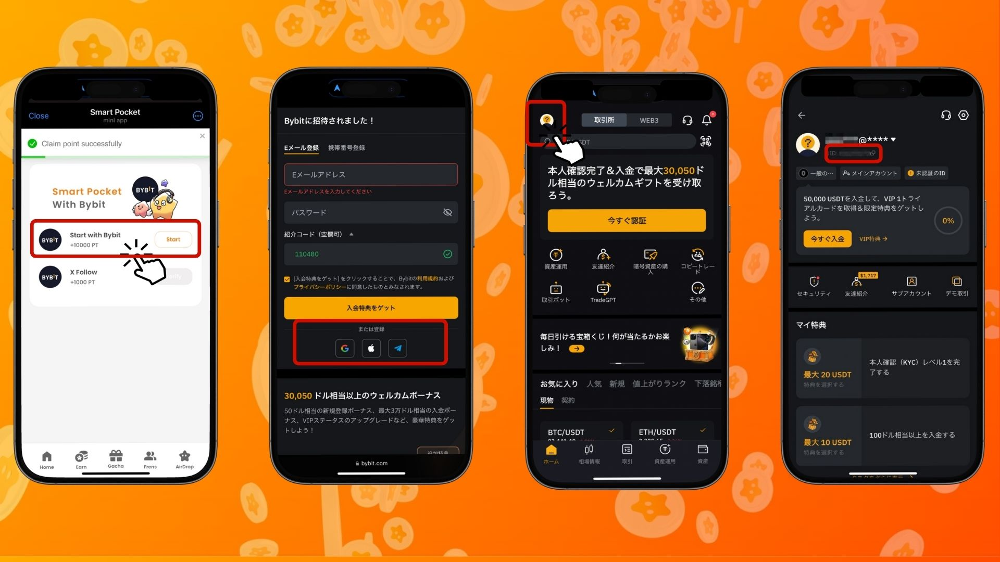 Close
Smart Pocket
mini app
Claim point successfully
Smart Pocket
With Bybit
BYBIT
BYBIT
Start with Bybit
+10000 PT
Start
BYBIT
X Follow
+1000 PT
Home
Earn
Gacha
Frens
AirDrop
Bybitに招待されました！
Eメール登録
携帯番号登録
Eメールアドレス
Eメールアドレスを入力してください
パスワード
紹介コード（空欄可）
110480
[入会特典をゲット] をクリックすることで、Bybitの利用規約および
プライバシーポリシーに同意したものとみなされます。
入会特典をゲット
または登録
30,050 ドル相当以上のウェルカムボーナス
50ドル相当の新規登録ボーナス、最大3万ドル相当の入金ボー
ナス、VIPステータスのアップグレードなど、豪華特典をゲッ
トしよう！
追加特典
bybit.com
取引所
WEB3
本人確認完了＆入金で最大30,050ド
ル相当のウェルカムギフトを受け取
ろう。
今すぐ認証
資産運用
友達紹介
暗号資産の購
入
コピートレー
ド
取引ボット
TradeGPT
その他
毎日引ける宝箱くじ！何が当たるかお楽
しみ！
お気に入り
人気
新規
値上がりランク
下落銘柄
現物
契約
BTC/USDT
ETH/USDT
ホーム
相場情報
取引
資産運用
資産
@****
0 一般の…
メインアカウント
未認証のID
50,000 USDTを入金して、VIP 1トライ
アルカードを取得＆限定特典をゲットし
よう。
0%
今すぐ入金
VIP特典
$1,717
セキュリティ
友達紹介
サブアカウント
デモ取引
マイ特典
最大 20 USDT
特典を選択する
本人確認（KYC）レベル1を完
了する
最大 10 USDT
特典を選択する
100ドル相当以上を入金する